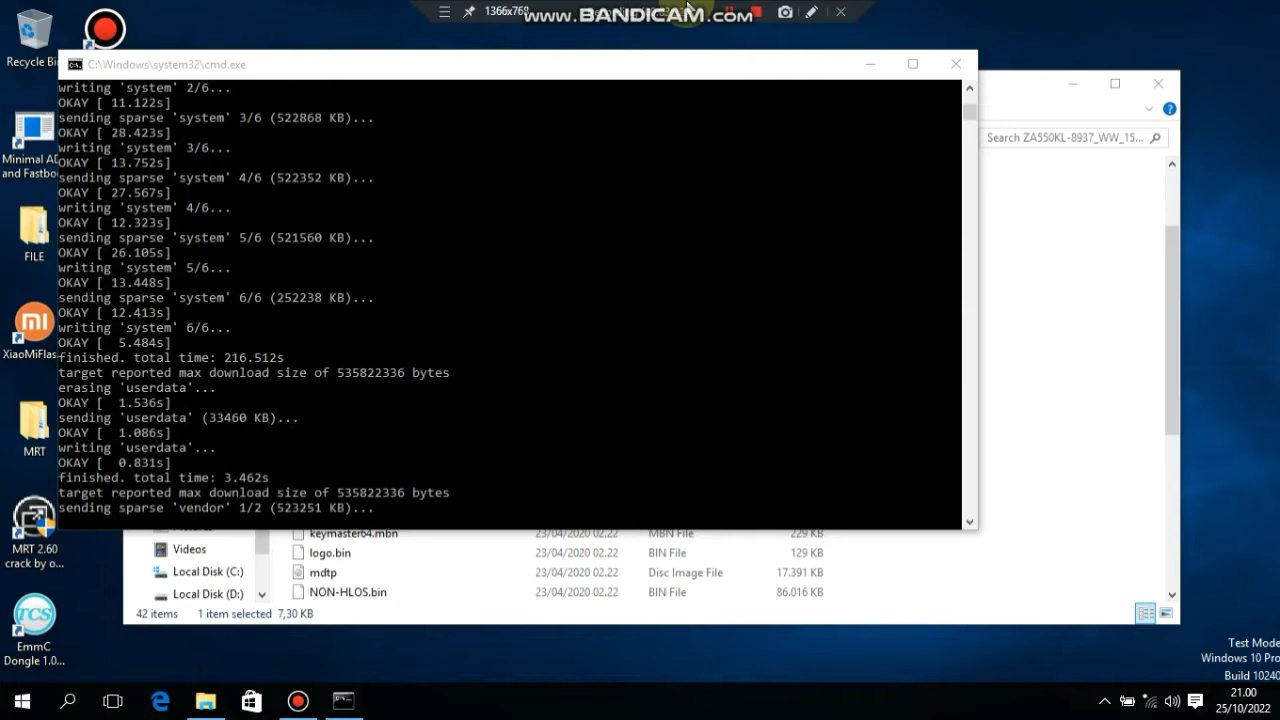 1366x768
www.BANDICAM.com
Recycle Bin
C:\Windows\system32\cmd.exe
writing 'system' 2/6...
OKAY [ 11.122s]
sending sparse 'system' 3/6 (522868 KB)...
OKAY [ 28.423s]
writing 'system' 3/6...
OKAY [ 13.752s]
sending sparse 'system' 4/6 (522352 KB)...
OKAY [ 27.567s]
writing 'system' 4/6...
OKAY [ 12.323s]
sending sparse 'system' 5/6 (521560 KB)...
OKAY [ 26.105s]
writing 'system' 5/6...
OKAY [ 13.448s]
sending sparse 'system' 6/6 (252238 KB)...
OKAY [ 12.413s]
writing 'system' 6/6...
OKAY [  5.484s]
finished. total time: 216.512s
target reported max download size of 535822336 bytes
erasing 'userdata'...
OKAY [  1.536s]
sending 'userdata' (33460 KB)...
OKAY [  1.086s]
writing 'userdata'...
OKAY [  0.831s]
finished. total time: 3.462s
target reported max download size of 535822336 bytes
sending sparse 'vendor' 1/2 (523251 KB)...
Search ZA550KL-8937_WW_15...
Minimal AD
and Fastbo
FILE
XiaoMiFlas
MRT
MRT 2.60
crack by o...
TCS
EmmC
Dongle 1.0...
Videos
Local Disk (C:)
Local Disk (D:)
keymaster64.mbn 23/04/2020 02.22 MBN File 229 KB
logo.bin 23/04/2020 02.22 BIN File 129 KB
mdtp 23/04/2020 02.22 Disc Image File 17.391 KB
NON-HLOS.bin 23/04/2020 02.22 BIN File 86.016 KB
42 items 1 item selected 7,30 KB
Test Mode
Windows 10 Pro
Build 10240
21.00
25/10/2022